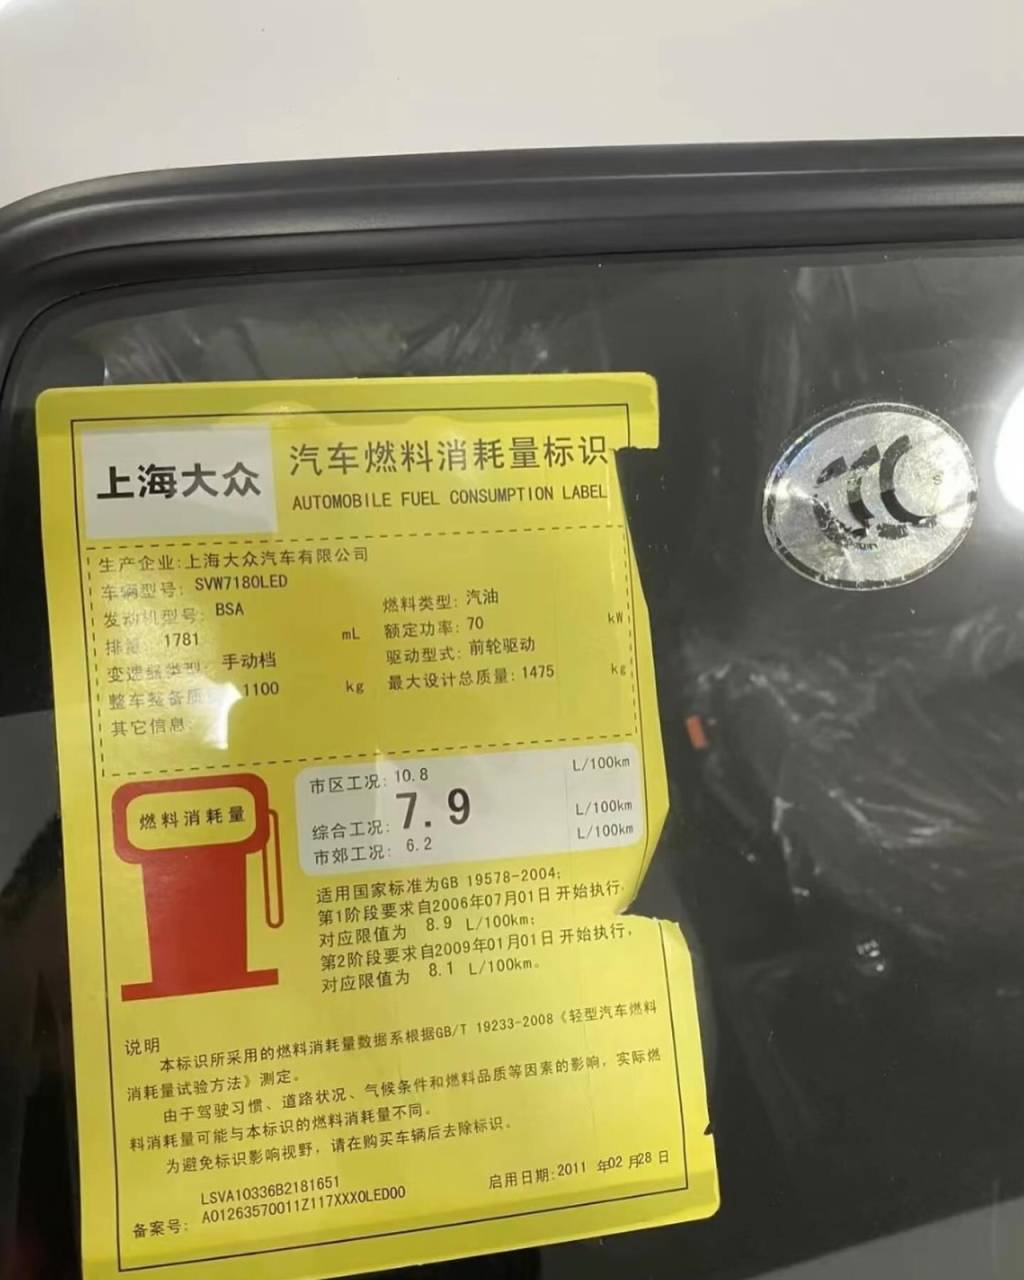 上海大众
汽车燃料消耗量标识
AUTOMOBILE FUEL CONSUMPTION LABEL
生产企业:上海大众汽车有限公司
车辆型号: SVW7180LED
发动机型号: BSA
燃料类型: 汽油
排量: 1781 mL
额定功率: 70 kW
变速器类型: 手动档
驱动型式: 前轮驱动
整车整备质量: 1100 kg
最大设计总质量: 1475 kg
其它信息:
燃料消耗量
市区工况: 10.8 L/100km
综合工况: 7.9 L/100km
市郊工况: 6.2 L/100km
适用国家标准为GB 19578-2004;
第1阶段要求自2006年07月01日 开始执行,
对应限值为 8.9 L/100km;
第2阶段要求自2009年01月01日 开始执行,
对应限值为 8.1 L/100km。
说明
本标识所采用的燃料消耗量数据系根据GB/T 19233-2008《轻型汽车燃料
消耗量试验方法》测定。
由于驾驶习惯、道路状况、气候条件和燃料品质等因素的影响,实际燃
料消耗量可能与本标识的燃料消耗量不同。
为避免标识影响视野,请在购买车辆后去除标识。
LSVA10336B2181651
备案号: A01263570011Z117XXX0LED00
启用日期:2011 年02 月28 日
S